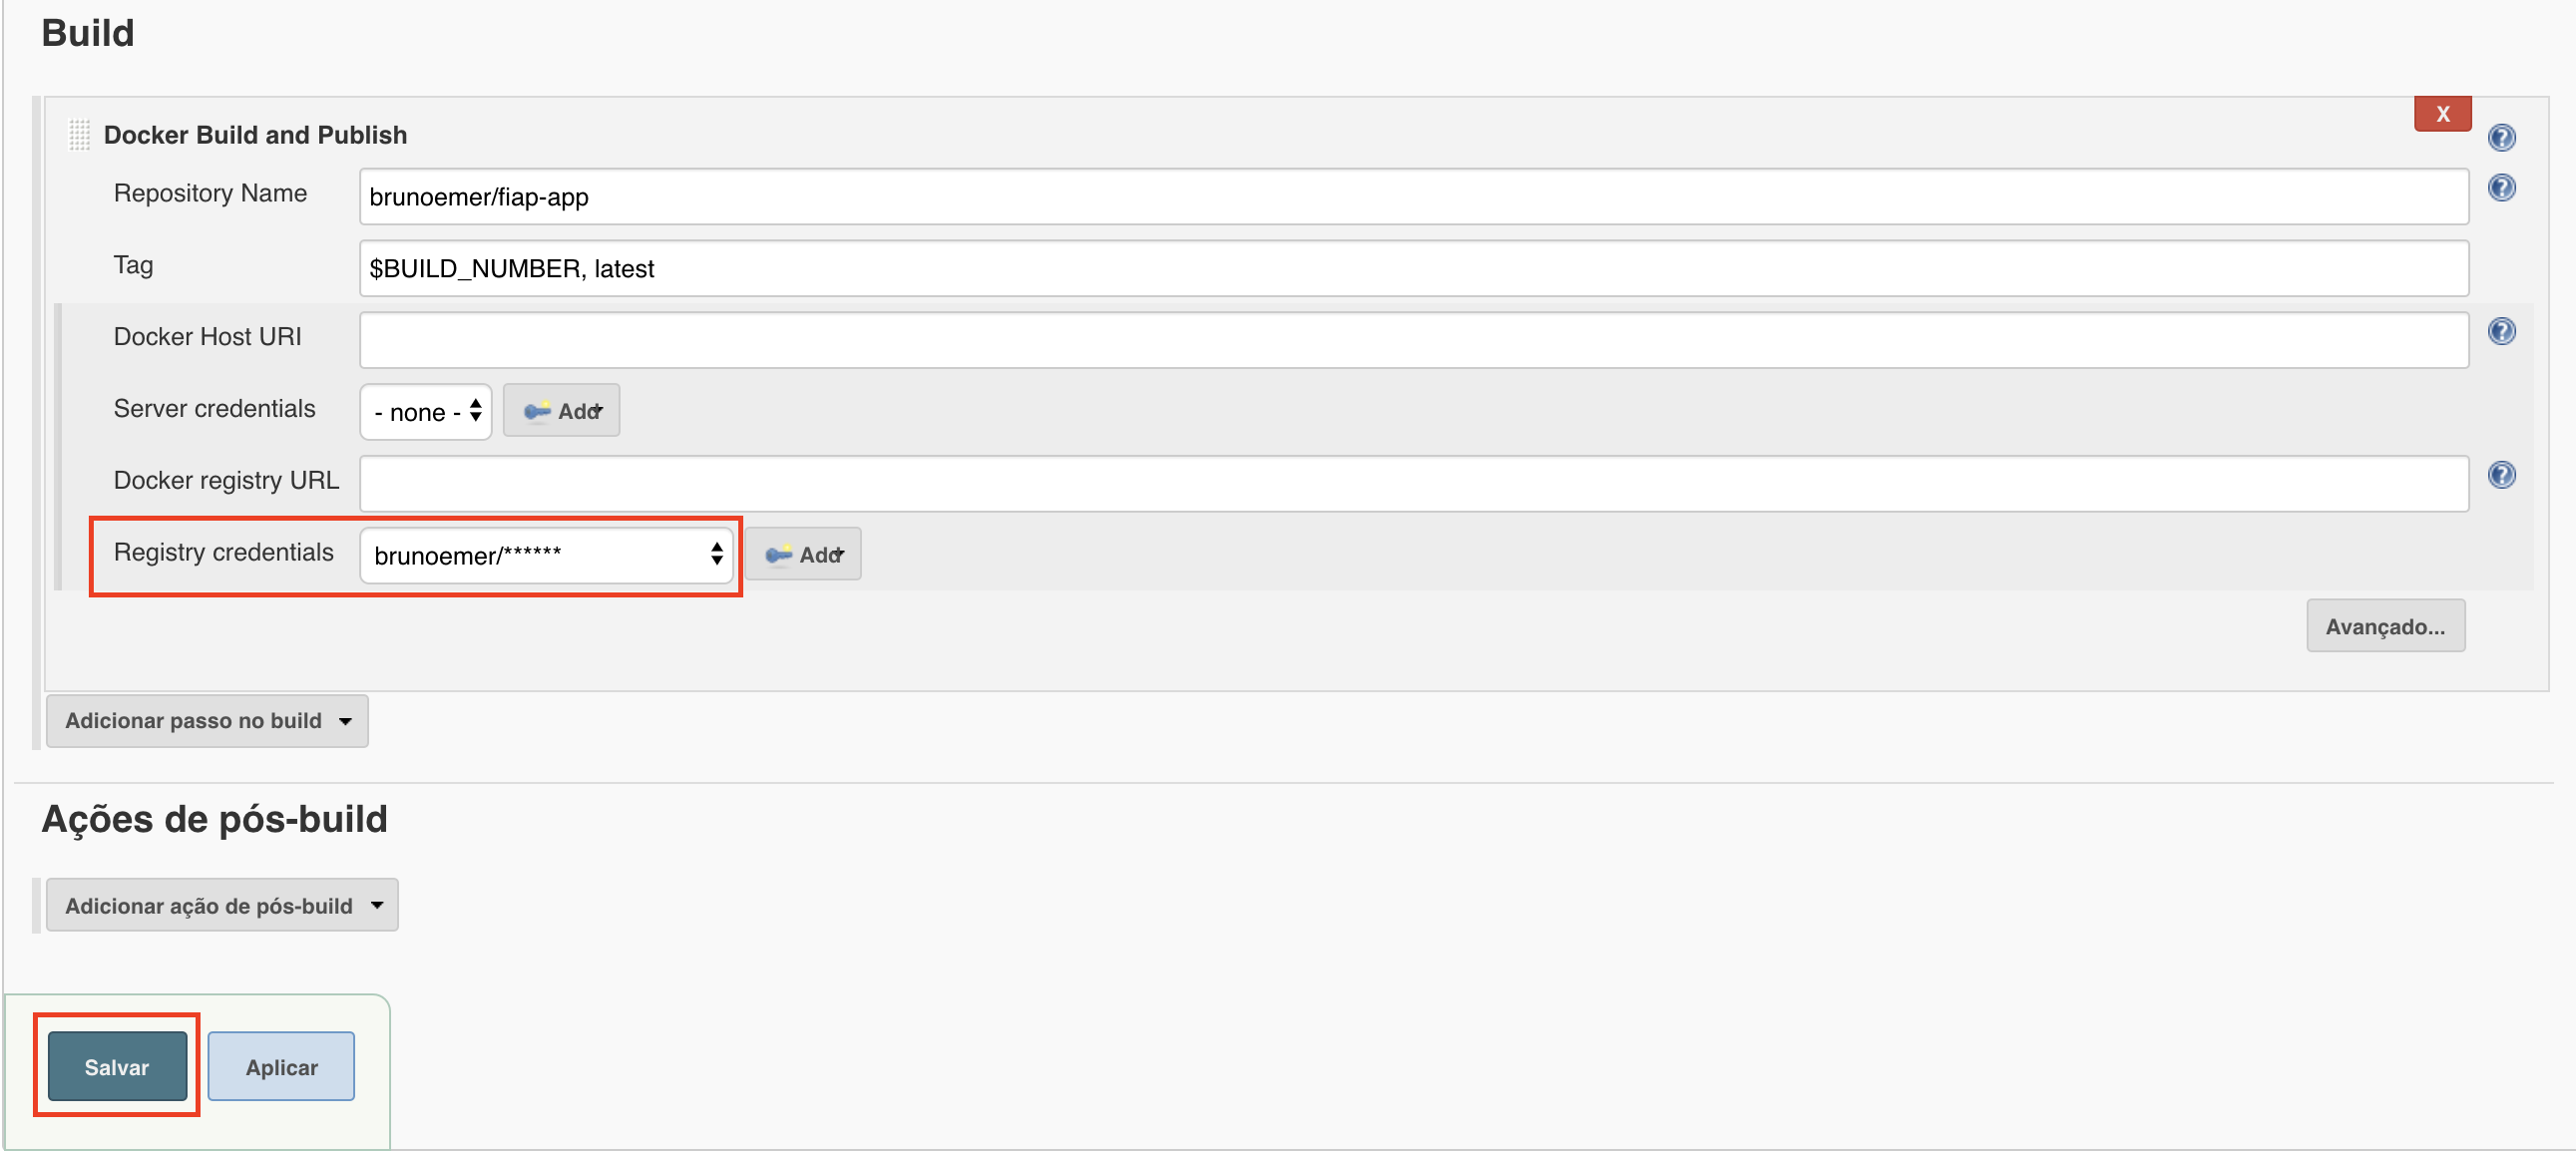 Build
Docker Build and Publish
X
?
Repository Name
brunoemer/fiap-app
?
Tag
$BUILD_NUMBER, latest
Docker Host URI
?
Server credentials
- none -
Add
Docker registry URL
?
Registry credentials
brunoemer/******
Add
Avançado...
Adicionar passo no build
Ações de pós-build
Adicionar ação de pós-build
Salvar
Aplicar